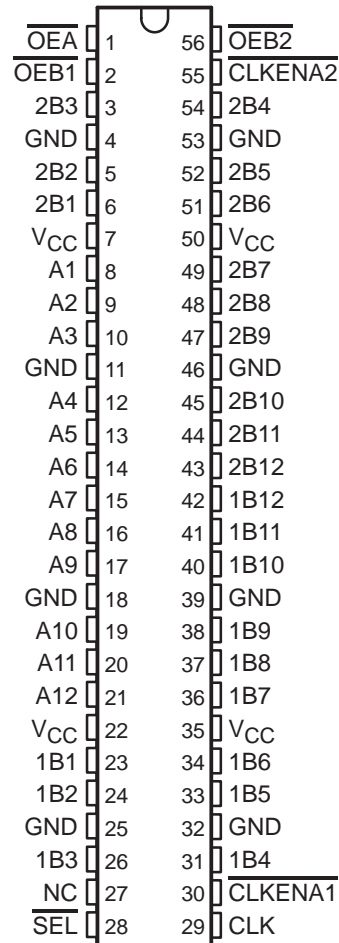 OEA 1 56 OEB2
OEB1 2 55 CLKENA2
2B3 3 54 2B4
GND 4 53 GND
2B2 5 52 2B5
2B1 6 51 2B6
VCC 7 50 VCC
A1 8 49 2B7
A2 9 48 2B8
A3 10 47 2B9
GND 11 46 GND
A4 12 45 2B10
A5 13 44 2B11
A6 14 43 2B12
A7 15 42 1B12
A8 16 41 1B11
A9 17 40 1B10
GND 18 39 GND
A10 19 38 1B9
A11 20 37 1B8
A12 21 36 1B7
VCC 22 35 VCC
1B1 23 34 1B6
1B2 24 33 1B5
GND 25 32 GND
1B3 26 31 1B4
NC 27 30 CLKENA1
SEL 28 29 CLK